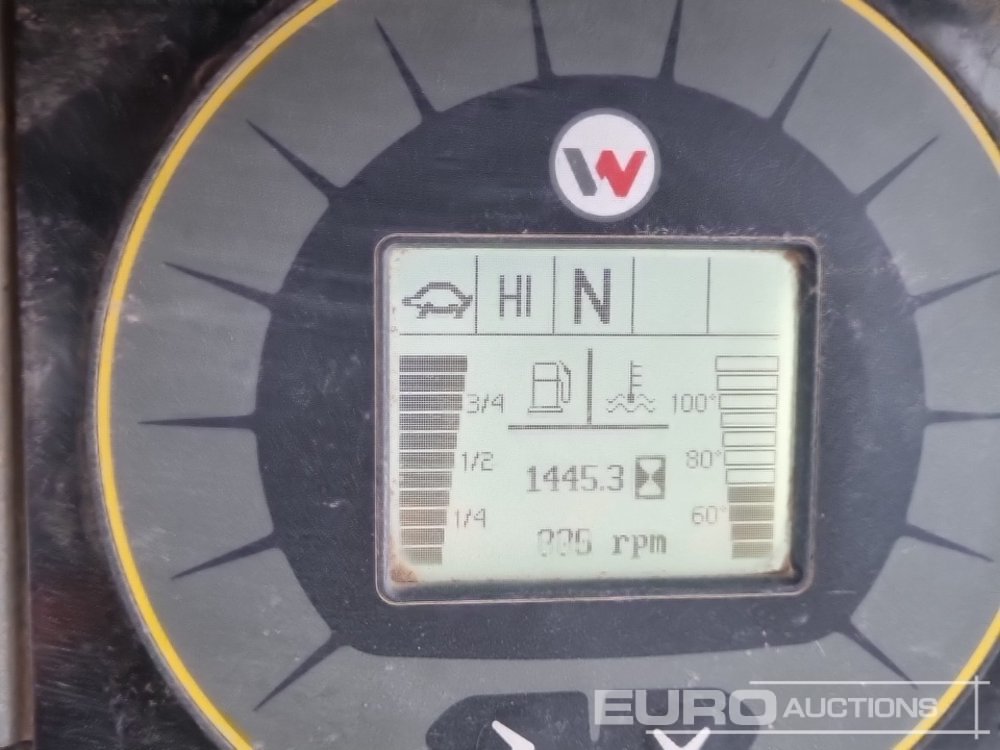 HI N
3/4 100°
1/2 80°
1445.3
1/4 60°
rpm
EURO AUCTIONS